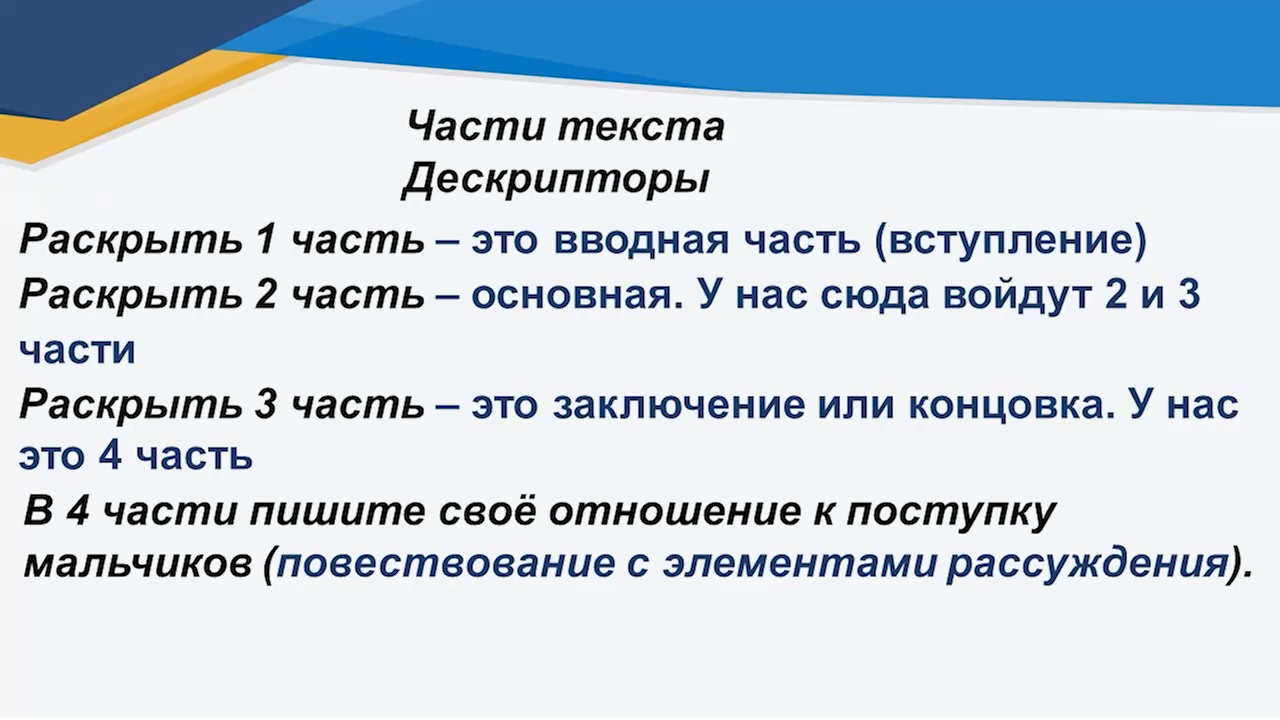 Части текста
Дескрипторы
Раскрыть 1 часть – это вводная часть (вступление)
Раскрыть 2 часть – основная. У нас сюда войдут 2 и 3
части
Раскрыть 3 часть – это заключение или концовка. У нас
это 4 часть
В 4 части пишите своё отношение к поступку
мальчиков (повествование с элементами рассуждения).